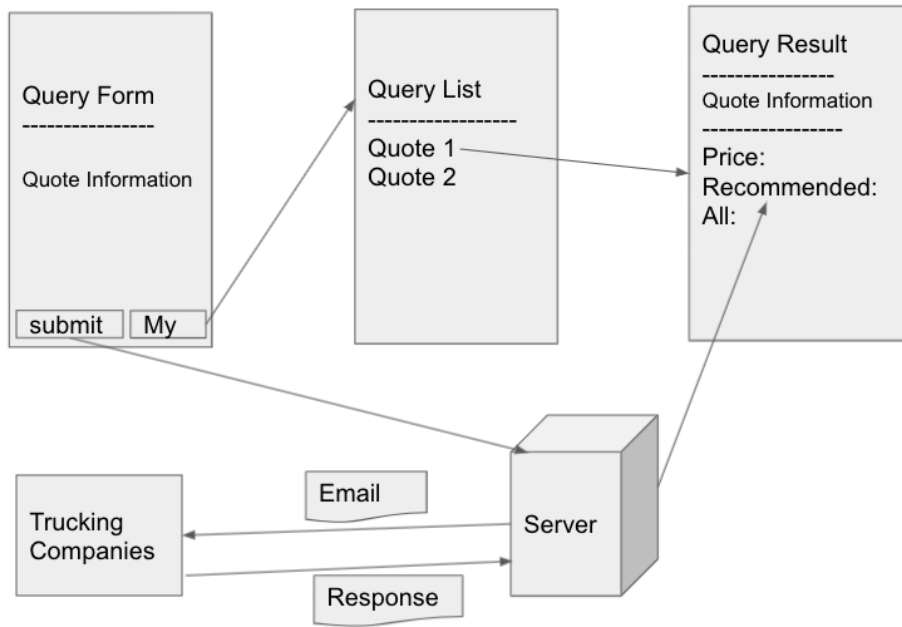 Query Form
----------------
Quote Information
submit
My
Query List
------------------
Quote 1
Quote 2
Query Result
----------------
Quote Information
-----------------
Price:
Recommended:
All:
Trucking
Companies
Email
Response
Server